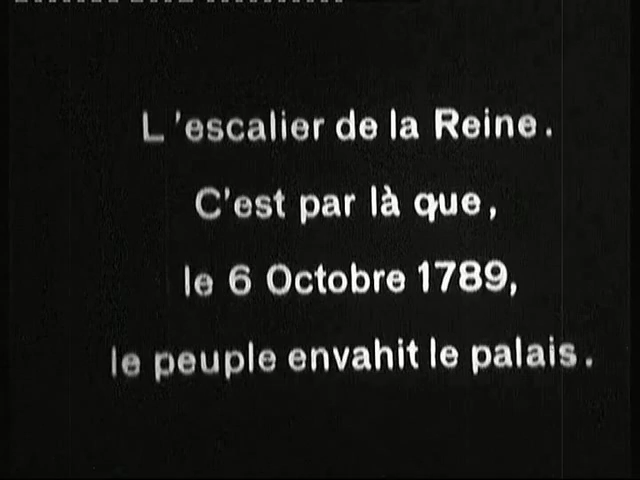 L'escalier de la Reine.
C'est par là que,
le 6 Octobre 1789,
le peuple envahit le palais.